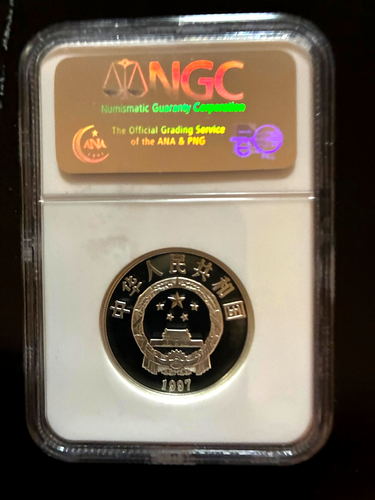 NGC
Numismatic Guaranty Corporation
The Official Grading Service
of the ANA & PNG
ANA
中华人民共和国
1997